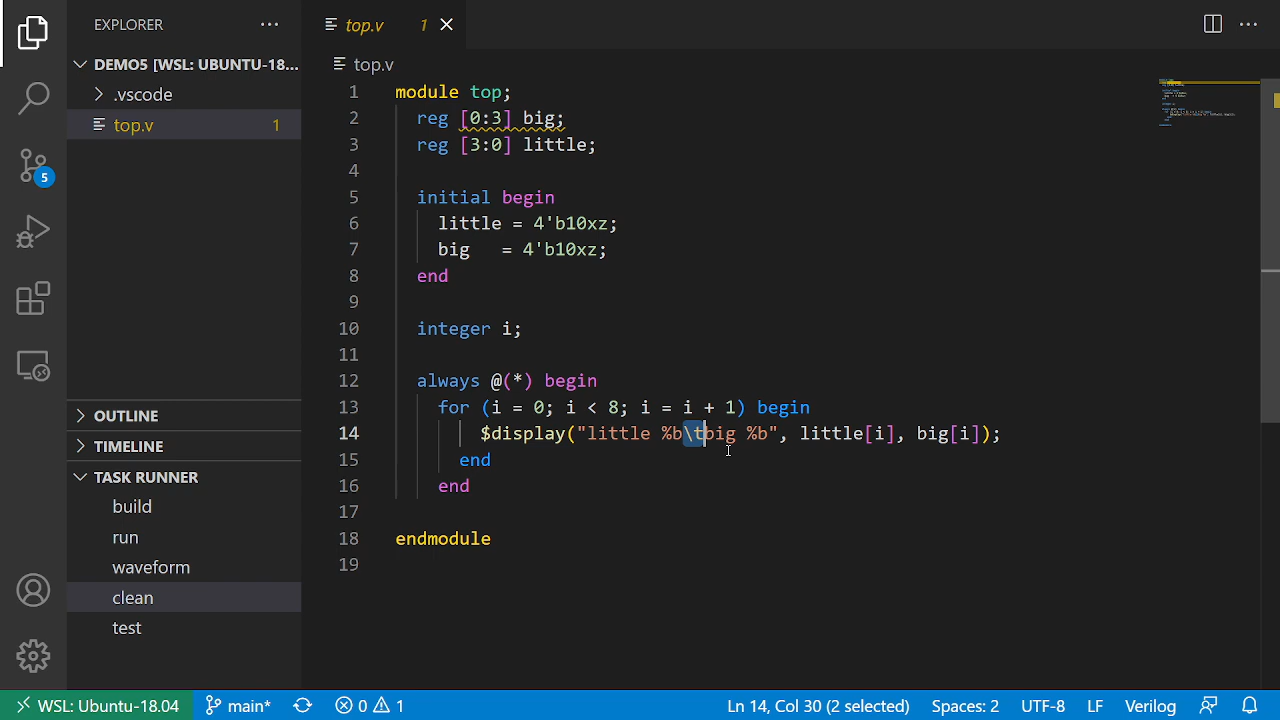 EXPLORER
DEMO5 [WSL: UBUNTU-18...
.vscode
top.v 1
OUTLINE
TIMELINE
TASK RUNNER
build
run
waveform
clean
test
5
top.v 1
top.v
1 module top;
2 reg [0:3] big;
3 reg [3:0] little;
4
5 initial begin
6 little = 4'b10xz;
7 big   = 4'b10xz;
8 end
9
10 integer i;
11
12 always @(*) begin
13 for (i = 0; i < 8; i = i + 1) begin
14 $display("little %b\tbig %b", little[i], big[i]);
15 end
16 end
17
18 endmodule
19
WSL: Ubuntu-18.04 main* 0 1 Ln 14, Col 30 (2 selected) Spaces: 2 UTF-8 LF Verilog